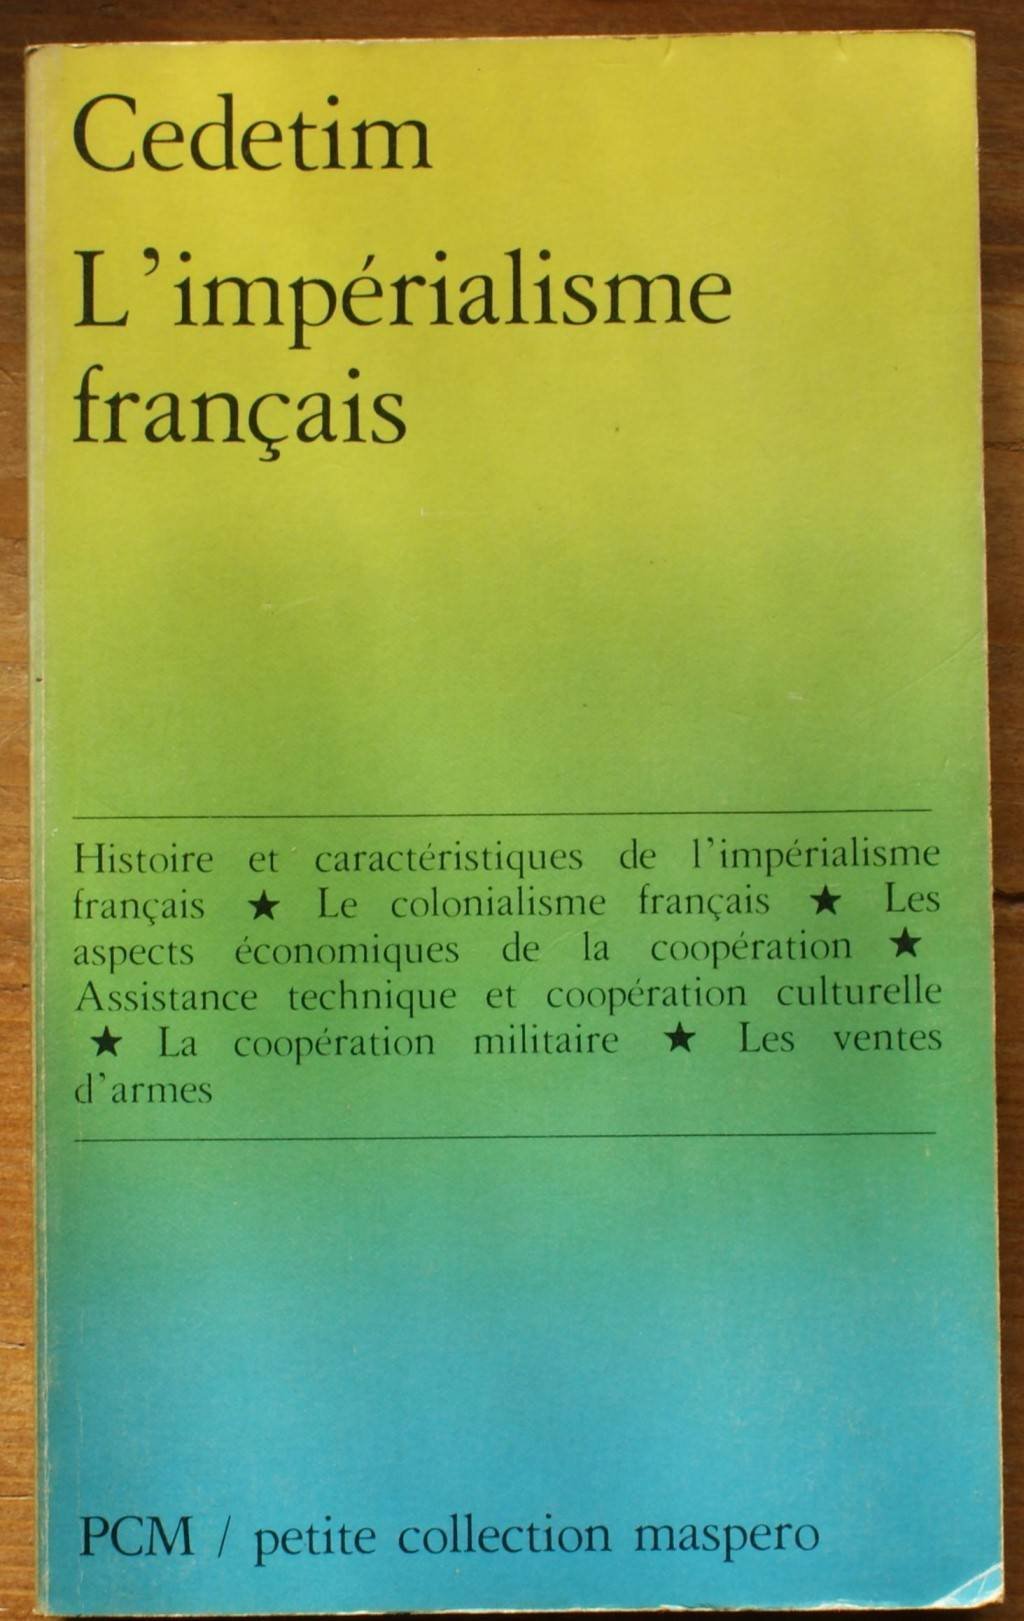 Cedetim
L'impérialisme
français
Histoire et caractéristiques de l'impérialisme
français ★ Le colonialisme français ★ Les
aspects économiques de la coopération ★
Assistance technique et coopération culturelle
★ La coopération militaire ★ Les ventes
d'armes
PCM / petite collection maspero